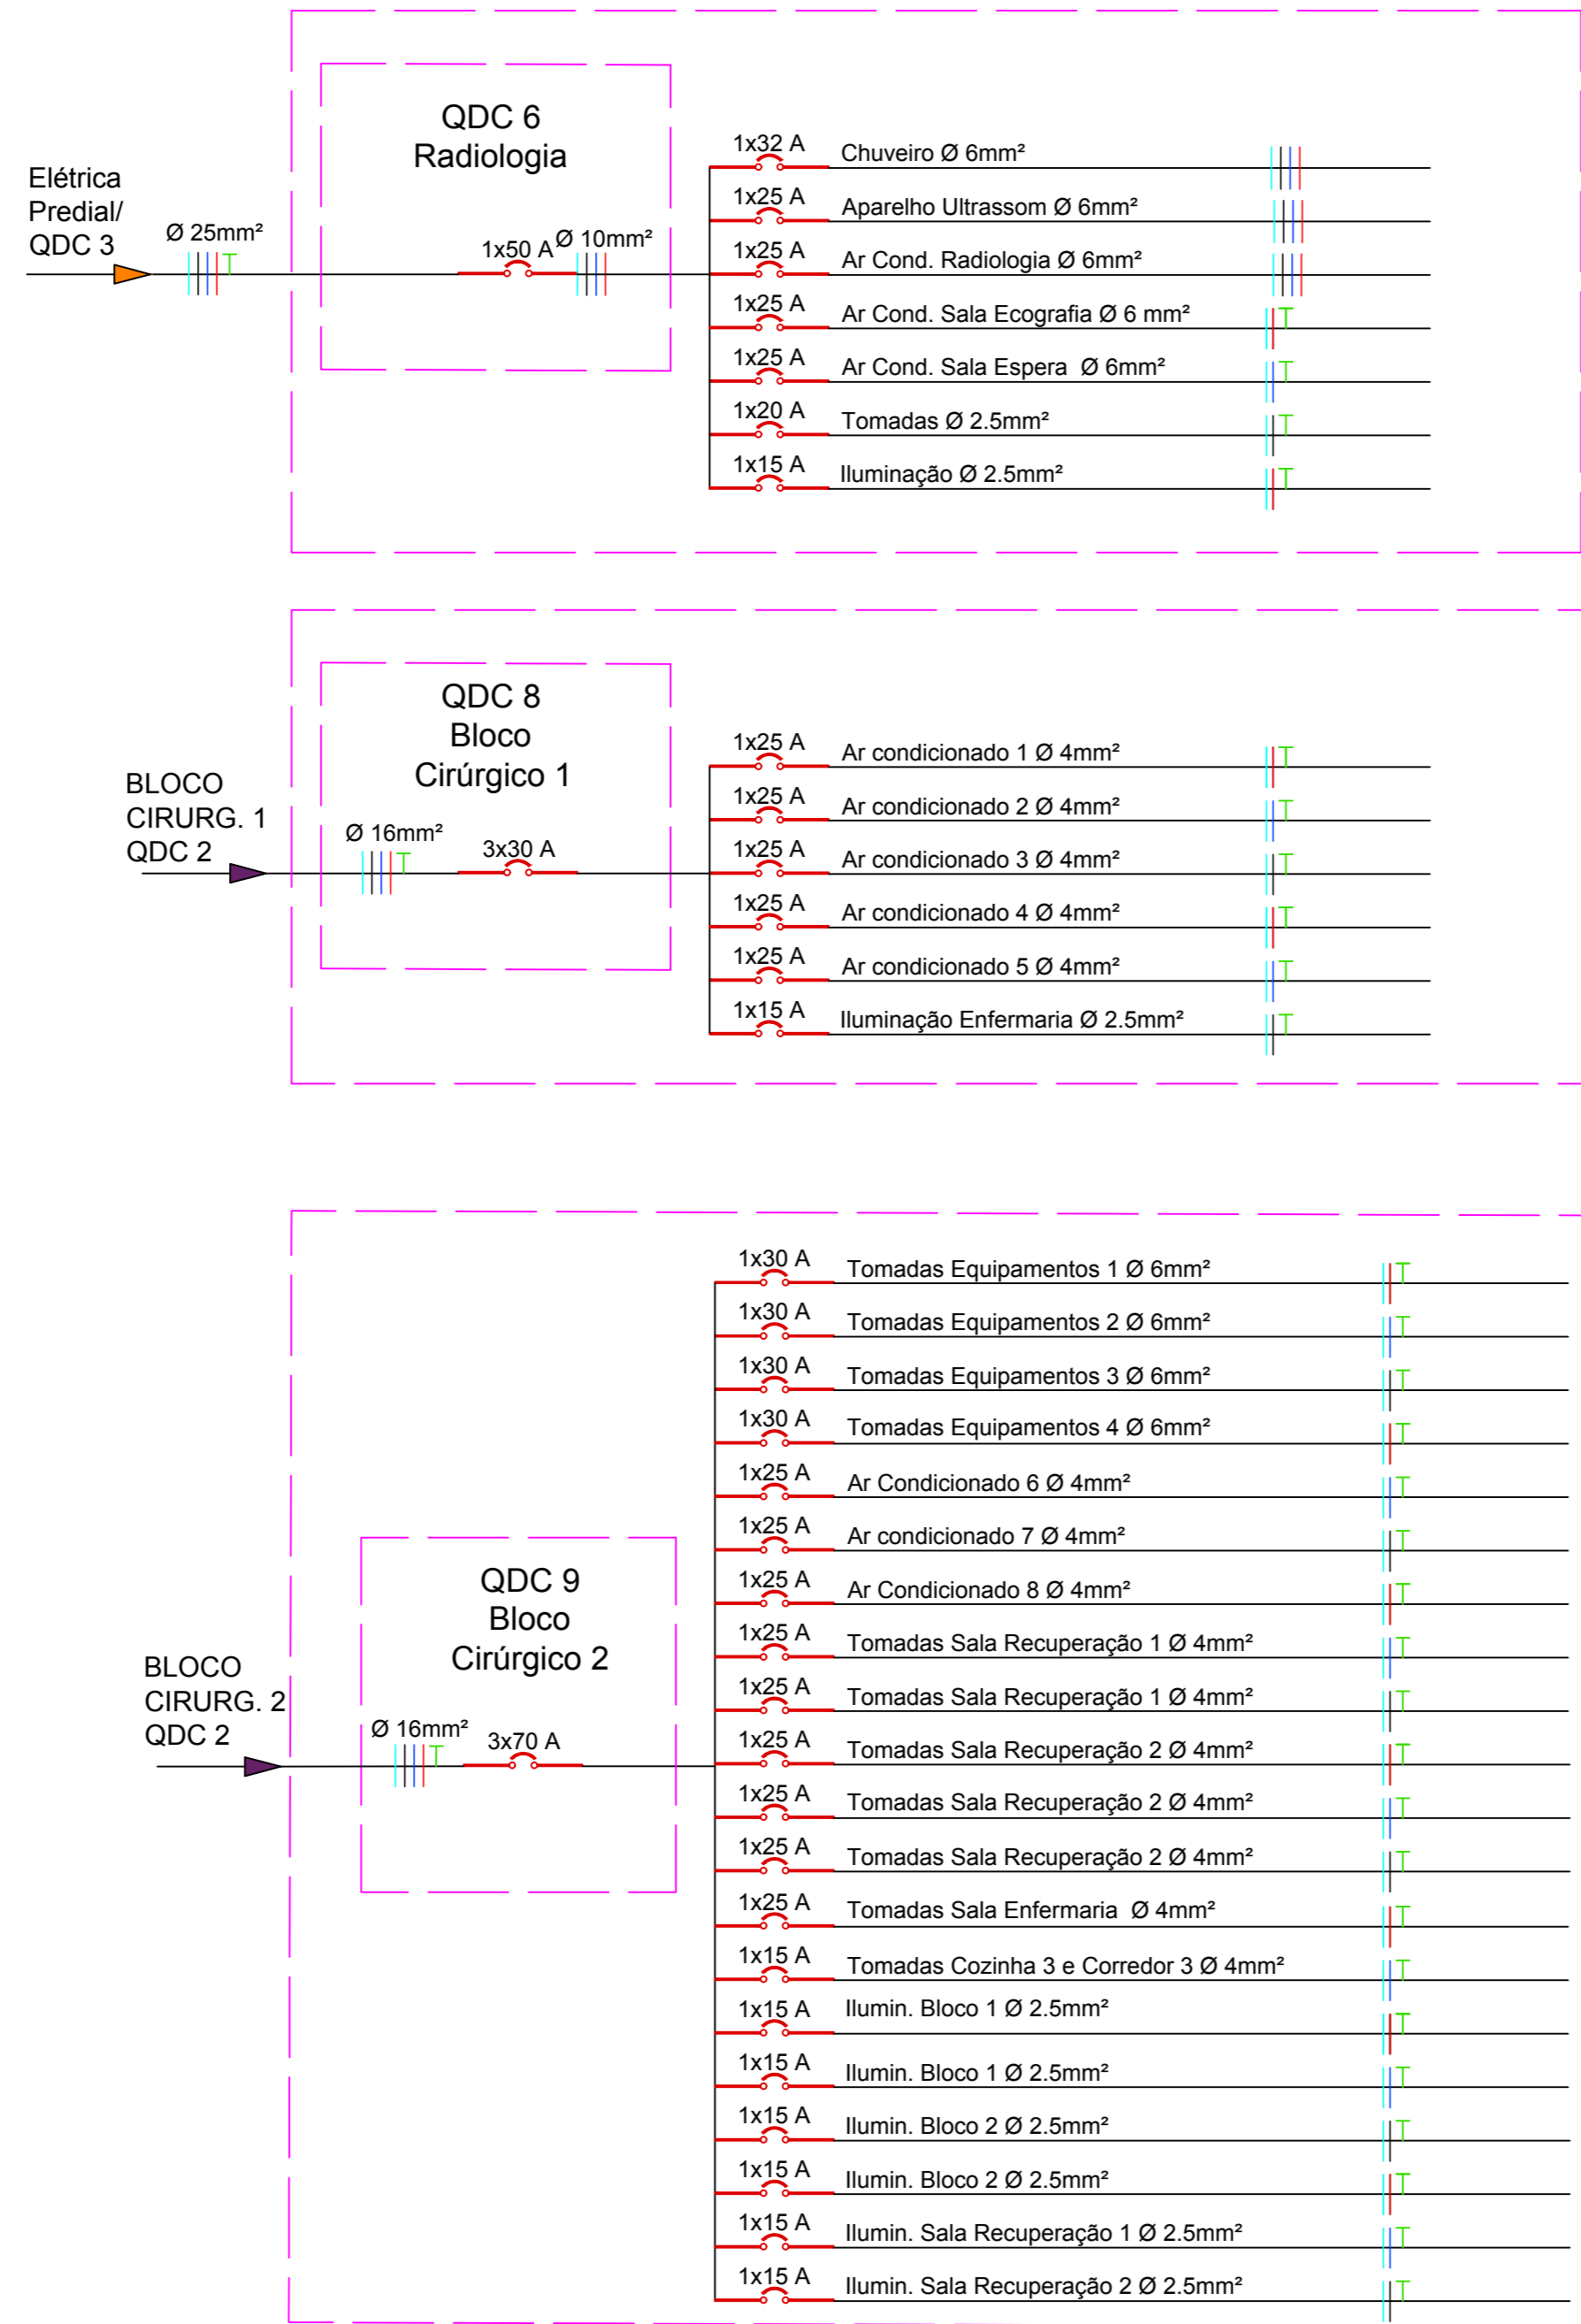 QDC 6
Radiologia
Elétrica
Predial/
QDC 3
Ø 25mm²
1x50 A
Ø 10mm²
1x32 A
Chuveiro Ø 6mm²
1x25 A
Aparelho Ultrassom Ø 6mm²
1x25 A
Ar Cond. Radiologia Ø 6mm²
1x25 A
Ar Cond. Sala Ecografia Ø 6 mm²
1x25 A
Ar Cond. Sala Espera  Ø 6mm²
1x20 A
Tomadas Ø 2.5mm²
1x15 A
Iluminação Ø 2.5mm²
QDC 8
Bloco
Cirúrgico 1
BLOCO
CIRURG. 1
QDC 2
Ø 16mm²
3x30 A
1x25 A
Ar condicionado 1 Ø 4mm²
1x25 A
Ar condicionado 2 Ø 4mm²
1x25 A
Ar condicionado 3 Ø 4mm²
1x25 A
Ar condicionado 4 Ø 4mm²
1x25 A
Ar condicionado 5 Ø 4mm²
1x15 A
Iluminação Enfermaria Ø 2.5mm²
QDC 9
Bloco
Cirúrgico 2
BLOCO
CIRURG. 2
QDC 2
Ø 16mm²
3x70 A
1x30 A
Tomadas Equipamentos 1 Ø 6mm²
1x30 A
Tomadas Equipamentos 2 Ø 6mm²
1x30 A
Tomadas Equipamentos 3 Ø 6mm²
1x30 A
Tomadas Equipamentos 4 Ø 6mm²
1x25 A
Ar Condicionado 6 Ø 4mm²
1x25 A
Ar condicionado 7 Ø 4mm²
1x25 A
Ar Condicionado 8 Ø 4mm²
1x25 A
Tomadas Sala Recuperação 1 Ø 4mm²
1x25 A
Tomadas Sala Recuperação 1 Ø 4mm²
1x25 A
Tomadas Sala Recuperação 2 Ø 4mm²
1x25 A
Tomadas Sala Recuperação 2 Ø 4mm²
1x25 A
Tomadas Sala Recuperação 2 Ø 4mm²
1x25 A
Tomadas Sala Enfermaria  Ø 4mm²
1x15 A
Tomadas Cozinha 3 e Corredor 3 Ø 4mm²
1x15 A
Ilumin. Bloco 1 Ø 2.5mm²
1x15 A
Ilumin. Bloco 1 Ø 2.5mm²
1x15 A
Ilumin. Bloco 2 Ø 2.5mm²
1x15 A
Ilumin. Bloco 2 Ø 2.5mm²
1x15 A
Ilumin. Sala Recuperação 1 Ø 2.5mm²
1x15 A
Ilumin. Sala Recuperação 2 Ø 2.5mm²